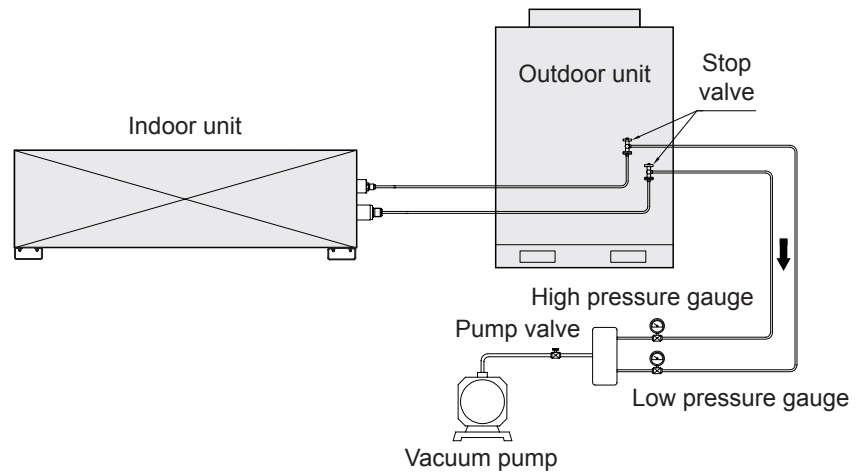 Outdoor unit
Stop
valve
Indoor unit
High pressure gauge
Pump valve
Low pressure gauge
Vacuum pump